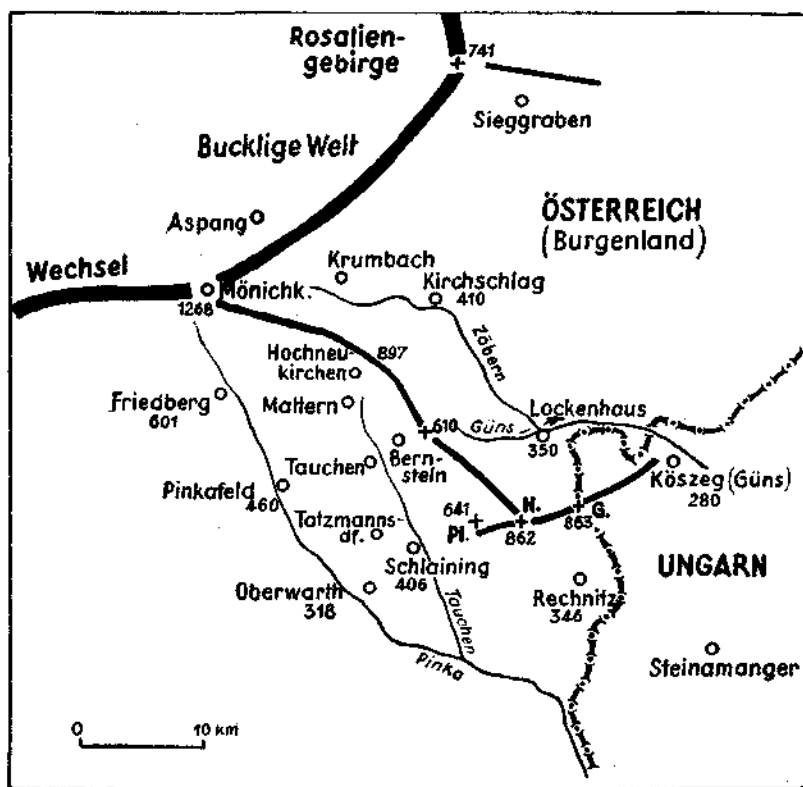 Rosalien-
gebirge
741
Sieggraben
Bucklige Welt
ÖSTERREICH
(Burgenland)
Aspang
Krumbach
Kirchschlag
410
Wechsel
Mönichk.
1268
Zöbern
897
Hochneu-
kirchen
Friedberg
601
Mattern
610
Güns
Lockenhaus
350
Bern-
stein
Tauchen
Köszeg (Güns)
280
Pinkafeld
460
641
Pl.
H.
862
G.
863
Tatzmanns-
df.
Schlaining
406
UNGARN
Oberwarth
318
Rechnitz
346
Tauchen
Pinka
Steinamanger
0 10 km